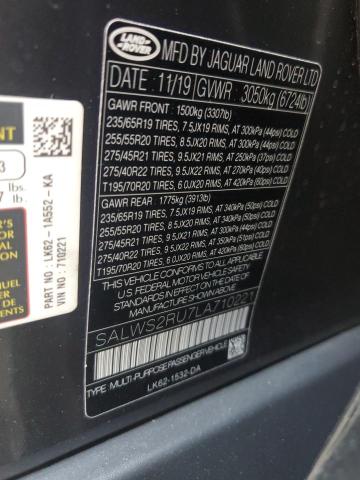 LAND
ROVER
MFD BY JAGUAR LAND ROVER LTD
DATE : 11/19 GVWR : 3050kg (6724lb)
GAWR FRONT : 1500kg (3307lb)
235/65R19 TIRES, 7.5JX19 RIMS, AT 300kPa (44psi) COLD
255/55R20 TIRES, 8.5JX20 RIMS, AT 300kPa (44psi) COLD
275/45R21 TIRES, 9.5JX21 RIMS, AT 250kPa (37psi) COLD
275/40R22 TIRES, 9.5JX22 RIMS, AT 270kPa (40psi) COLD
T195/70R20 TIRES, 6.0JX20 RIMS, AT 420kPa (60psi) COLD
GAWR REAR : 1775kg (3913lb)
235/65R19 TIRES, 7.5JX19 RIMS, AT 340kPa (50psi) COLD
255/55R20 TIRES, 8.5JX20 RIMS, AT 340kPa (50psi) COLD
275/45R21 TIRES, 9.5JX21 RIMS, AT 300kPa (44psi) COLD
275/40R22 TIRES, 9.5JX22 RIMS, AT 350kPa (51psi) COLD
T195/70R20 TIRES, 6.0JX20 RIMS, AT 420kPa (60psi) COLD
THIS VEHICLE CONFORMS TO ALL APPLICABLE
U.S. FEDERAL MOTOR VEHICLE SAFETY
STANDARDS IN EFFECT ON THE DATE OF
MANUFACTURE SHOWN ABOVE
SALWS2RU7LA710221
TYPE: MULTI-PURPOSE PASSENGER VEHICLE
LK62-1532-DA
3
7 lbs.
lbs.
PART No : LK62-1A552-KA
VIN No : 710221